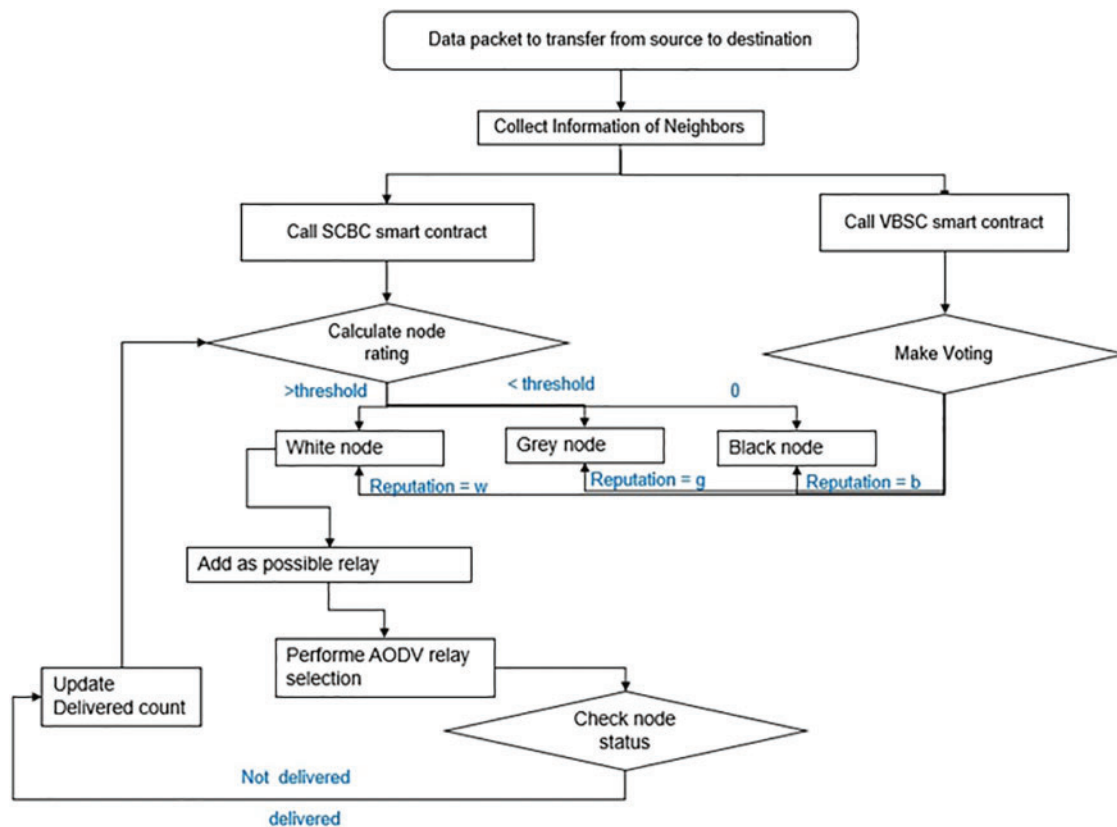 Data packet to transfer from source to destination
Collect Information of Neighbors
Call SCBC smart contract
Call VBSC smart contract
Calculate node
rating
Make Voting
>threshold
< threshold
0
White node
Grey node
Black node
Reputation = w
Reputation = g
Reputation = b
Add as possible relay
Performe AODV relay
selection
Update
Delivered count
Check node
status
Not delivered
delivered